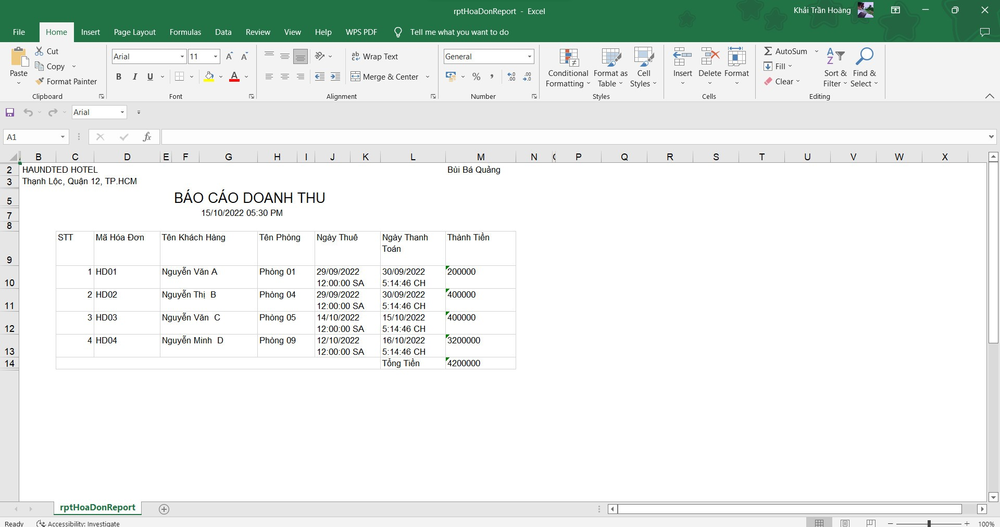 rptHoaDonReport - Excel
Khải Trần Hoàng
File Home Insert Page Layout Formulas Data Review View Help WPS PDF Tell me what you want to do
Paste
Cut
Copy
Format Painter
Clipboard
Arial 11
B I U
Font
Wrap Text
Merge & Center
Alignment
General
Number
Conditional Formatting
Format as Table
Cell Styles
Styles
Insert Delete Format
Cells
AutoSum
Fill
Clear
Sort & Filter
Find & Select
Editing
Arial
A1
fx
B C D E F G H I J K L M N P Q R S T U V W X
2 HAUNDTED HOTEL Bùi Bá Quảng
3 Thạnh Lộc, Quận 12, TP.HCM
5 BÁO CÁO DOANH THU
7 15/10/2022 05:30 PM
8
STT Mã Hóa Đơn Tên Khách Hàng Tên Phòng Ngày Thuê Ngày Thanh Thành Tiền
Toán
9
1 HD01 Nguyễn Văn A Phòng 01 29/09/2022 30/09/2022 200000
10 12:00:00 SA 5:14:46 CH
2 HD02 Nguyễn Thị  B Phòng 04 29/09/2022 30/09/2022 400000
11 12:00:00 SA 5:14:46 CH
3 HD03 Nguyễn Văn  C Phòng 05 14/10/2022 15/10/2022 400000
12 12:00:00 SA 5:14:46 CH
4 HD04 Nguyễn Minh  D Phòng 09 12/10/2022 16/10/2022 3200000
13 12:00:00 SA 5:14:46 CH
14 Tổng Tiền 4200000
rptHoaDonReport
Ready Accessibility: Investigate 100%